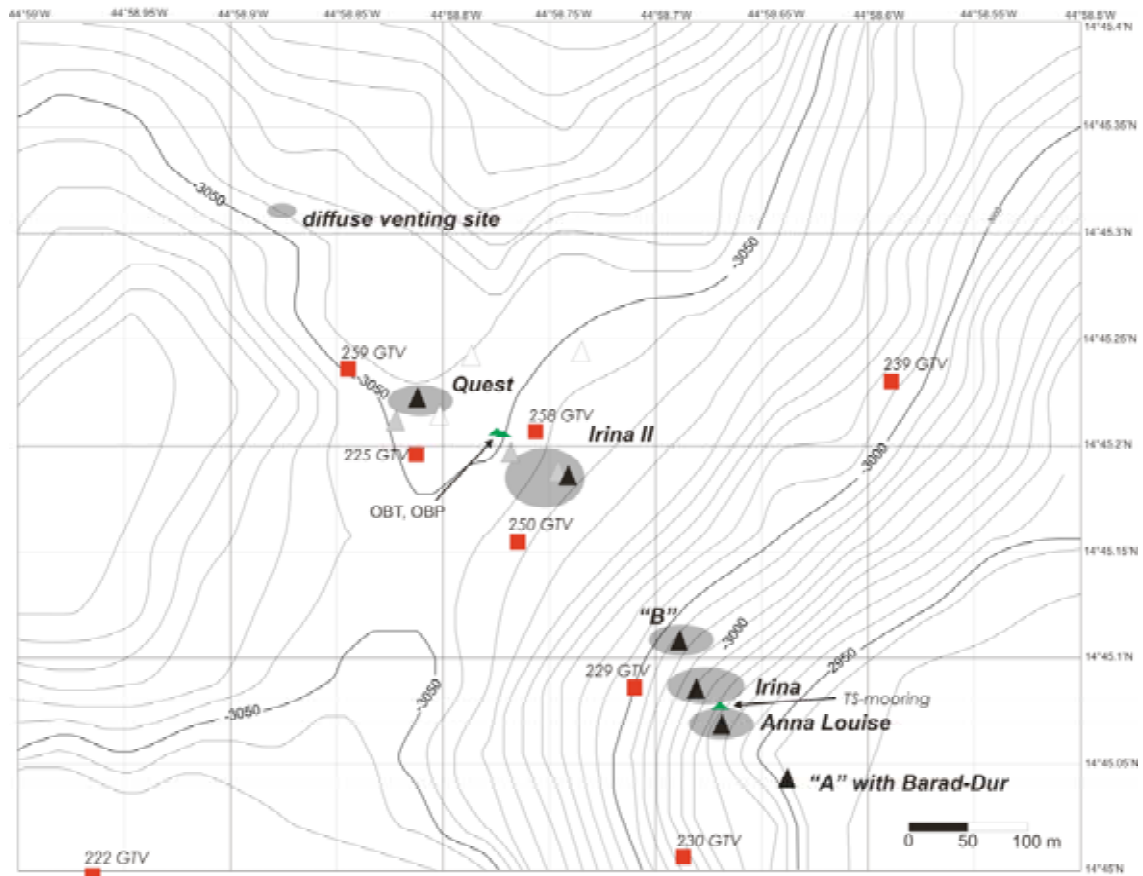 44°59'W 44°58.95'W 44°58.9'W 44°58.85'W 44°58.8'W 44°58.75'W 44°58.7'W 44°58.65'W 44°58.6'W 44°58.55'W 44°58.5'W
14°45.4'N
14°45.35'N
-3050
diffuse venting site
14°45.3'N
-3050
259 GTV
14°45.25'N
239 GTV
-3050
Quest
258 GTV
Irina II
225 GTV
14°45.2'N
-3000
OBT, OBP
250 GTV
14°45.15'N
"B"
-3000
-2950
14°45.1'N
229 GTV
Irina
TS-mooring
-3050
-3050
Anna Louise
14°45.05'N
"A" with Barad-Dur
0 50 100 m
230 GTV
222 GTV
14°45'N